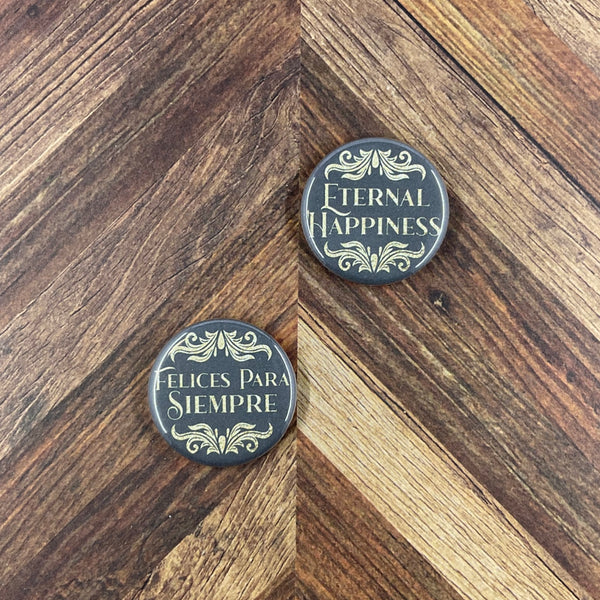 Eternal
Happiness
Felices Para
Siempre